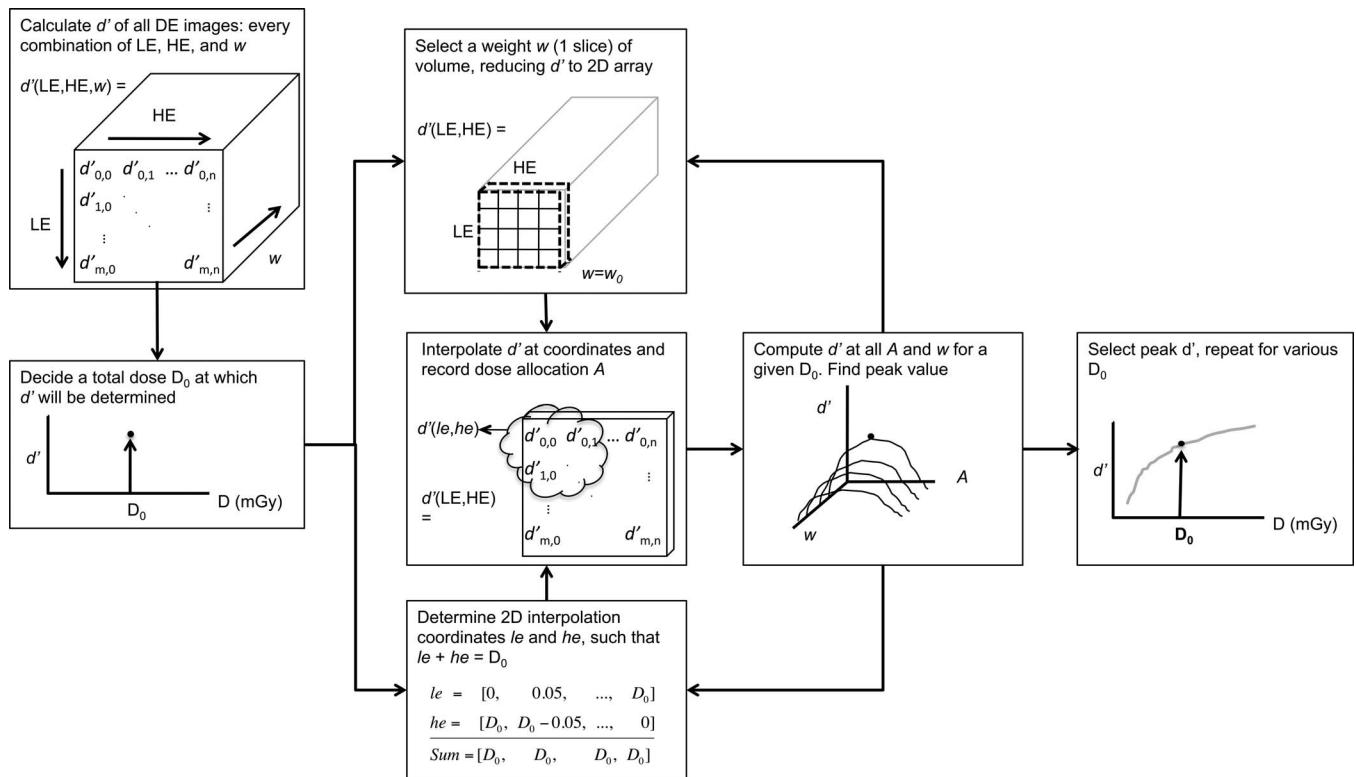 Calculate d' of all DE images: every
combination of LE, HE, and w
d'(LE,HE,w) =
HE
d'0,0 d'0,1 ... d'0,n
d'1,0 . . ⋮
LE
⋮ .
d'm,0 d'm,n
w
Decide a total dose D0 at which
d' will be determined
d'
D (mGy)
D0
Select a weight w (1 slice) of
volume, reducing d' to 2D array
d'(LE,HE) =
HE
LE
w=w0
Interpolate d' at coordinates and
record dose allocation A
d'(le,he)
d'0,0 d'0,1 ... d'0,n
d'1,0 . . ⋮
d'(LE,HE)
=
⋮ .
d'm,0 d'm,n
Determine 2D interpolation
coordinates le and he, such that
le + he = D0
le = [0, 0.05, ..., D0]
he = [D0, D0 − 0.05, ..., 0]
Sum = [D0, D0, D0, D0]
Compute d' at all A and w for a
given D0. Find peak value
d'
A
w
Select peak d', repeat for various
D0
d'
D (mGy)
D0